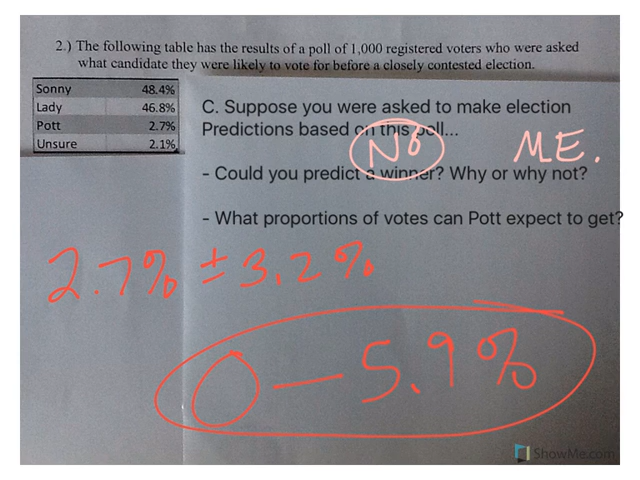 2.) The following table has the results of a poll of 1,000 registered voters who were asked
what candidate they were likely to vote for before a closely contested election.
Sonny 48.4%
Lady 46.8%
Pott 2.7%
Unsure 2.1%
C. Suppose you were asked to make election
Predictions based on this poll...
NO ME.
- Could you predict a winner? Why or why not?
- What proportions of votes can Pott expect to get?
2.7% ± 3.2%
0 — 5.9%
ShowMe.com